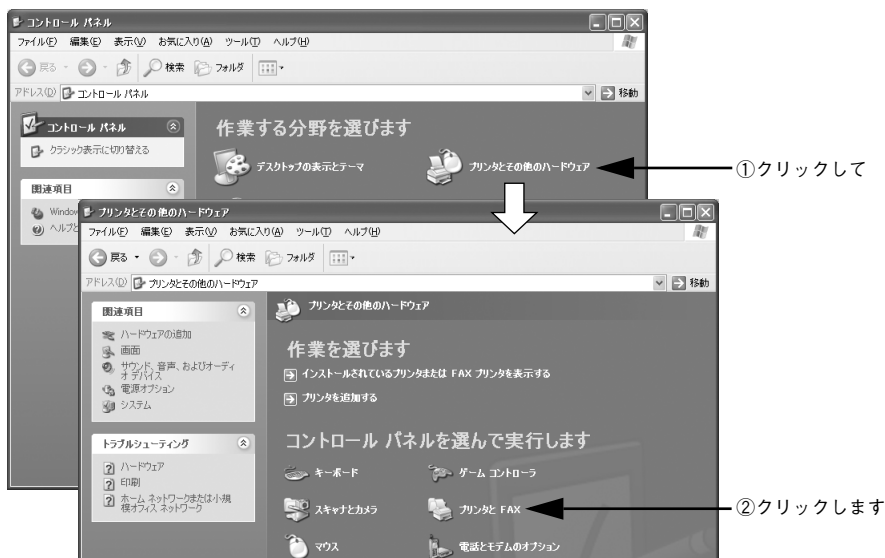 コントロール パネル
ファイル(F) 編集(E) 表示(V) お気に入り(A) ツール(T) ヘルプ(H)
戻る 検索 フォルダ
アドレス(D) コントロール パネル 移動
コントロール パネル
クラシック表示に切り替える
関連項目
Window
ヘルプと
作業する分野を選びます
デスクトップの表示とテーマ
プリンタとその他のハードウェア
①クリックして
プリンタとその他のハードウェア
ファイル(F) 編集(E) 表示(V) お気に入り(A) ツール(T) ヘルプ(H)
戻る 検索 フォルダ
アドレス(D) プリンタとその他のハードウェア 移動
関連項目
ハードウェアの追加
画面
サウンド、音声、およびオーディ
オ デバイス
電源オプション
システム
トラブルシューティング
ハードウェア
印刷
ホーム ネットワークまたは小規
模オフィス ネットワーク
プリンタとその他のハードウェア
作業を選びます
インストールされているプリンタまたは FAX プリンタを表示する
プリンタを追加する
コントロール パネルを選んで実行します
キーボード
ゲーム コントローラ
スキャナとカメラ
プリンタと FAX
②クリックします
マウス
電話とモデムのオプション